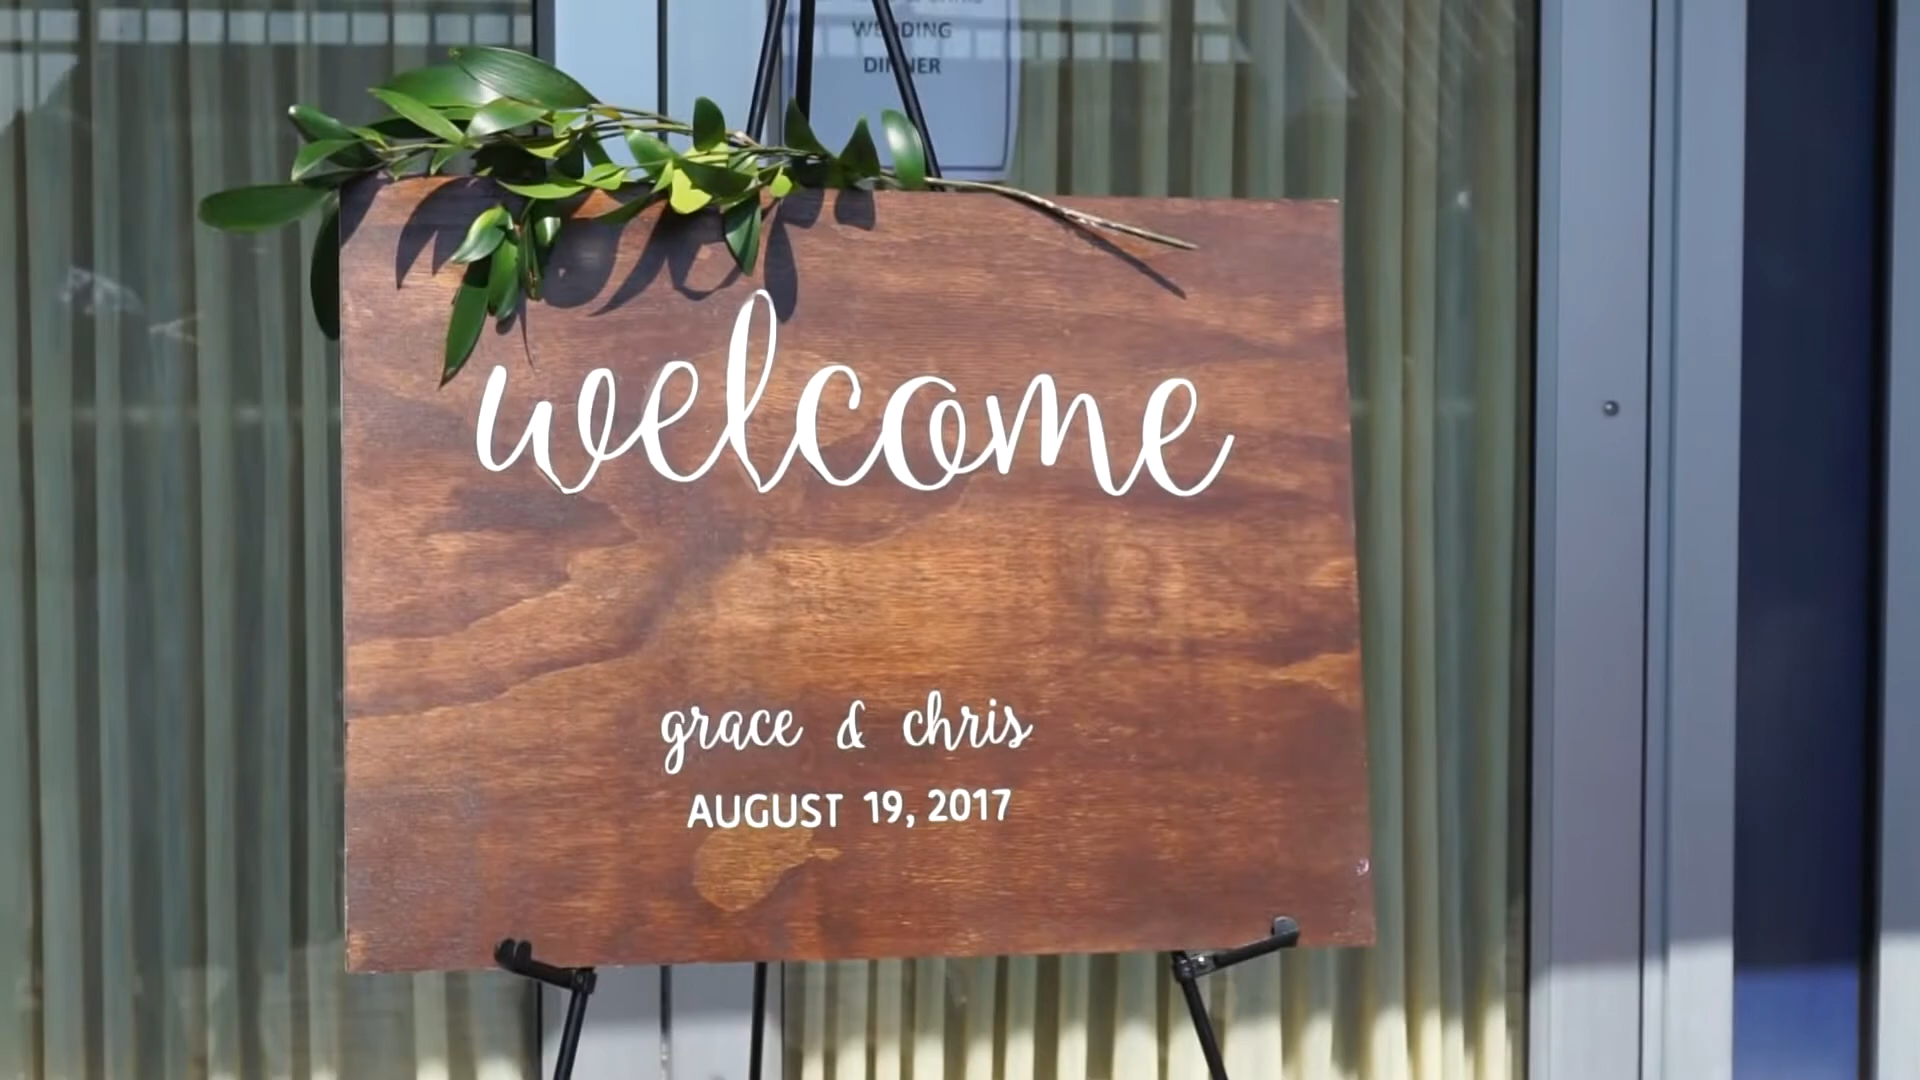 WEDDING
DINNER
welcome
grace & chris
AUGUST 19, 2017